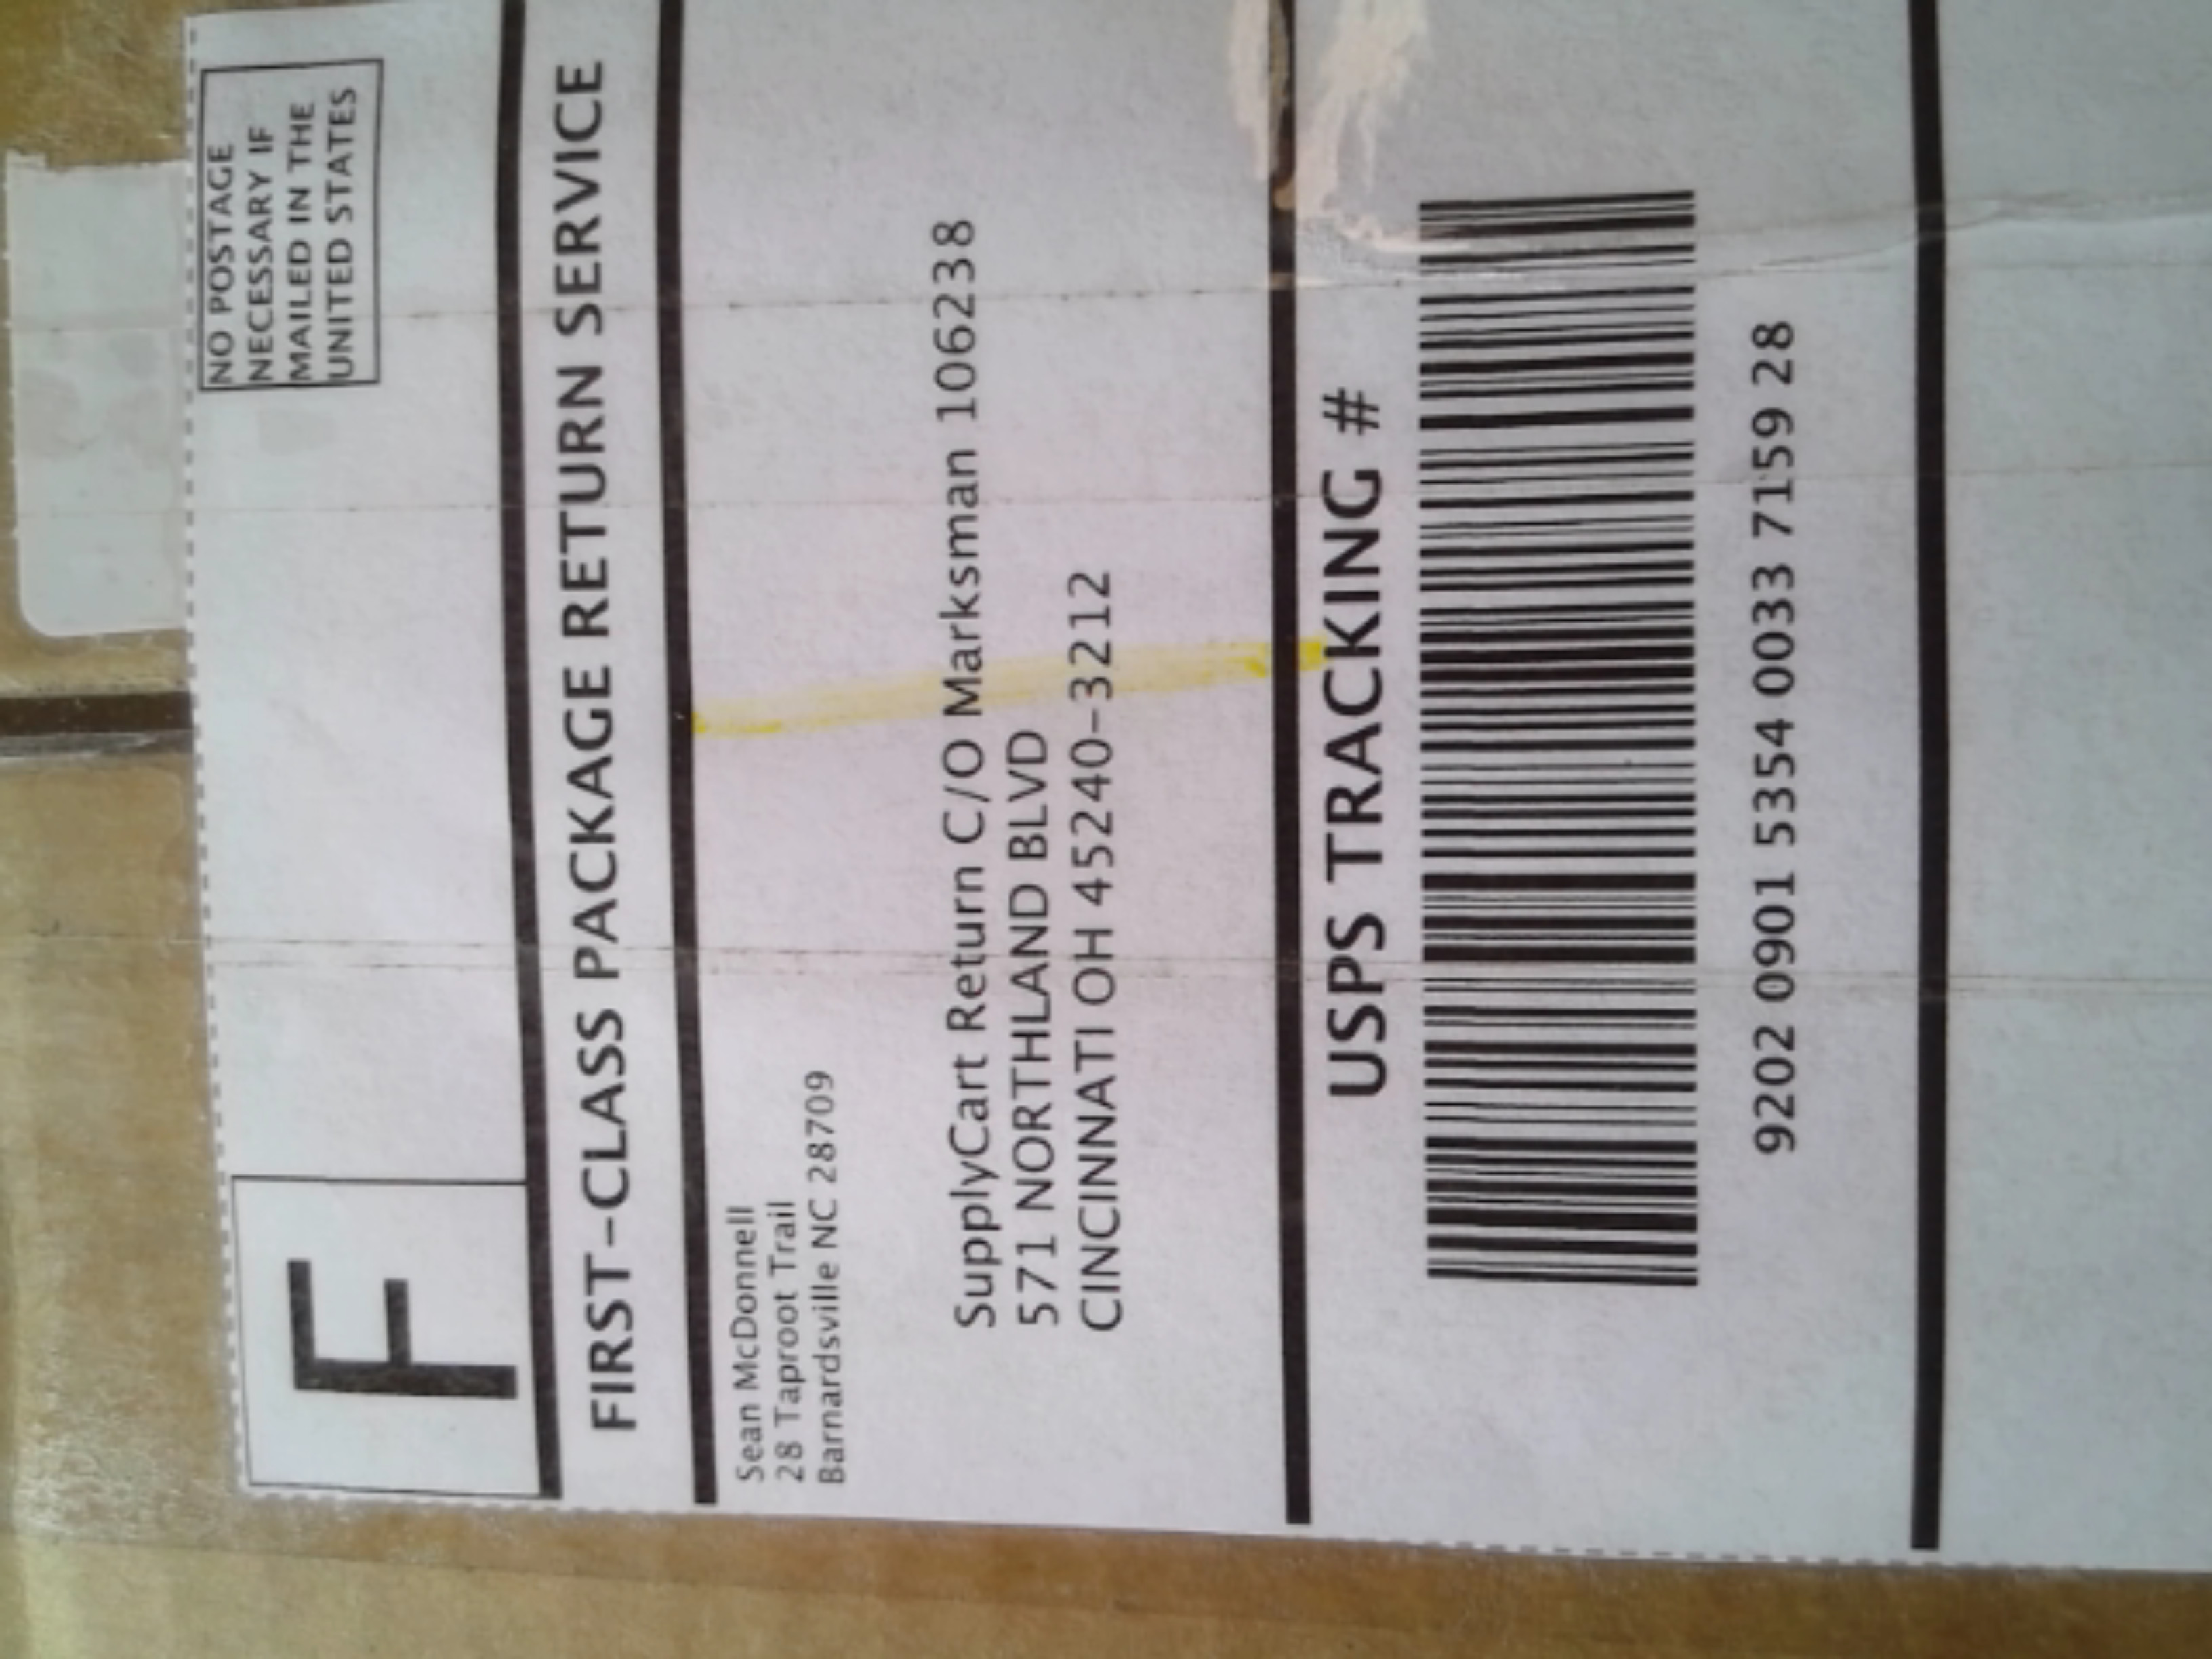 F
NO POSTAGE
NECESSARY IF
MAILED IN THE
UNITED STATES
FIRST-CLASS PACKAGE RETURN SERVICE
Sean McDonnell
28 Taproot Trail
Barnardsville NC 28709
SupplyCart Return C/O Marksman 106238
571 NORTHLAND BLVD
CINCINNATI OH 45240-3212
USPS TRACKING #
9202 0901 5354 0033 7159 28